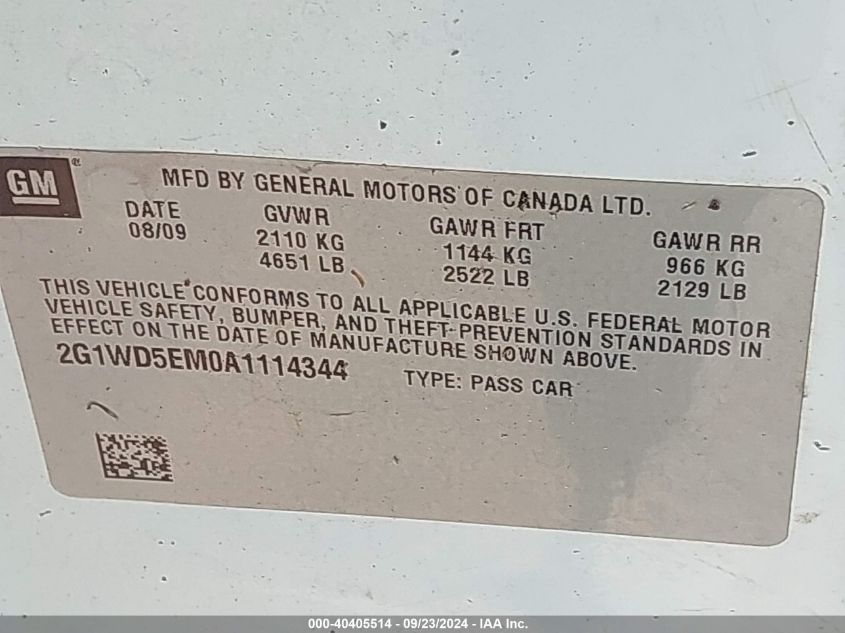 GM
MFD BY GENERAL MOTORS OF CANADA LTD.
DATE GVWR GAWR FRT GAWR RR
08/09 2110 KG 1144 KG 966 KG
4651 LB 2522 LB 2129 LB
THIS VEHICLE CONFORMS TO ALL APPLICABLE U.S. FEDERAL MOTOR
VEHICLE SAFETY, BUMPER, AND THEFT-PREVENTION STANDARDS IN
EFFECT ON THE DATE OF MANUFACTURE SHOWN ABOVE.
2G1WD5EM0A1114344 TYPE: PASS CAR
000-40405514 - 09/23/2024 - IAA Inc.